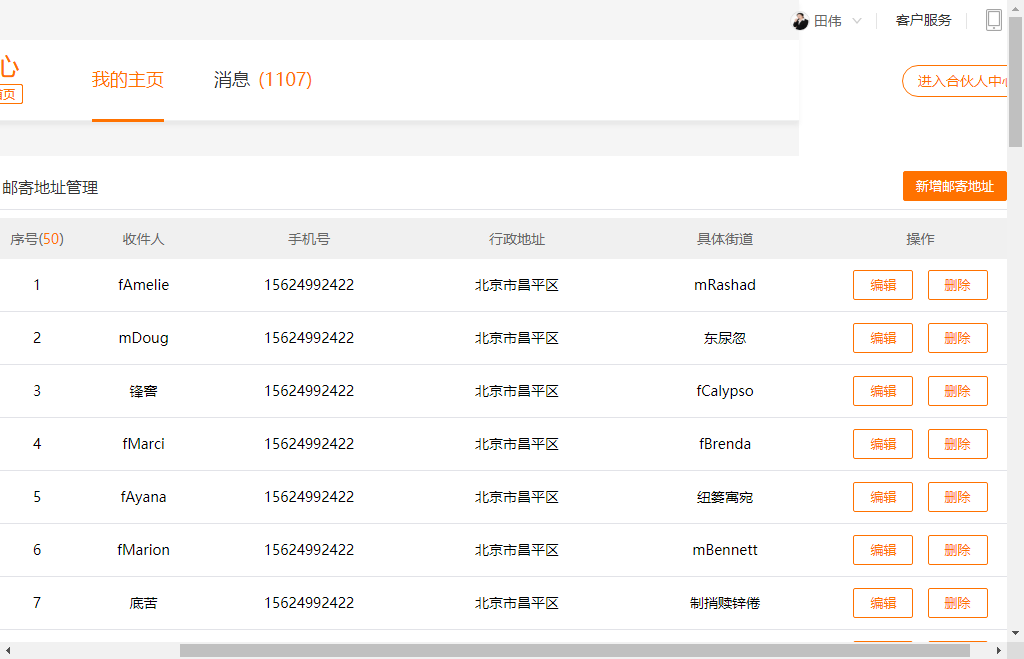 田伟 客户服务
心
首页
我的主页 消息 (1107)
进入合伙人中心
邮寄地址管理 新增邮寄地址
序号(50) 收件人 手机号 行政地址 具体街道 操作
1 fAmelie 15624992422 北京市昌平区 mRashad 编辑 删除
2 mDoug 15624992422 北京市昌平区 东尿忽 编辑 删除
3 锋窖 15624992422 北京市昌平区 fCalypso 编辑 删除
4 fMarci 15624992422 北京市昌平区 fBrenda 编辑 删除
5 fAyana 15624992422 北京市昌平区 纽篓寓宛 编辑 删除
6 fMarion 15624992422 北京市昌平区 mBennett 编辑 删除
7 底苦 15624992422 北京市昌平区 制捎赎锌倦 编辑 删除